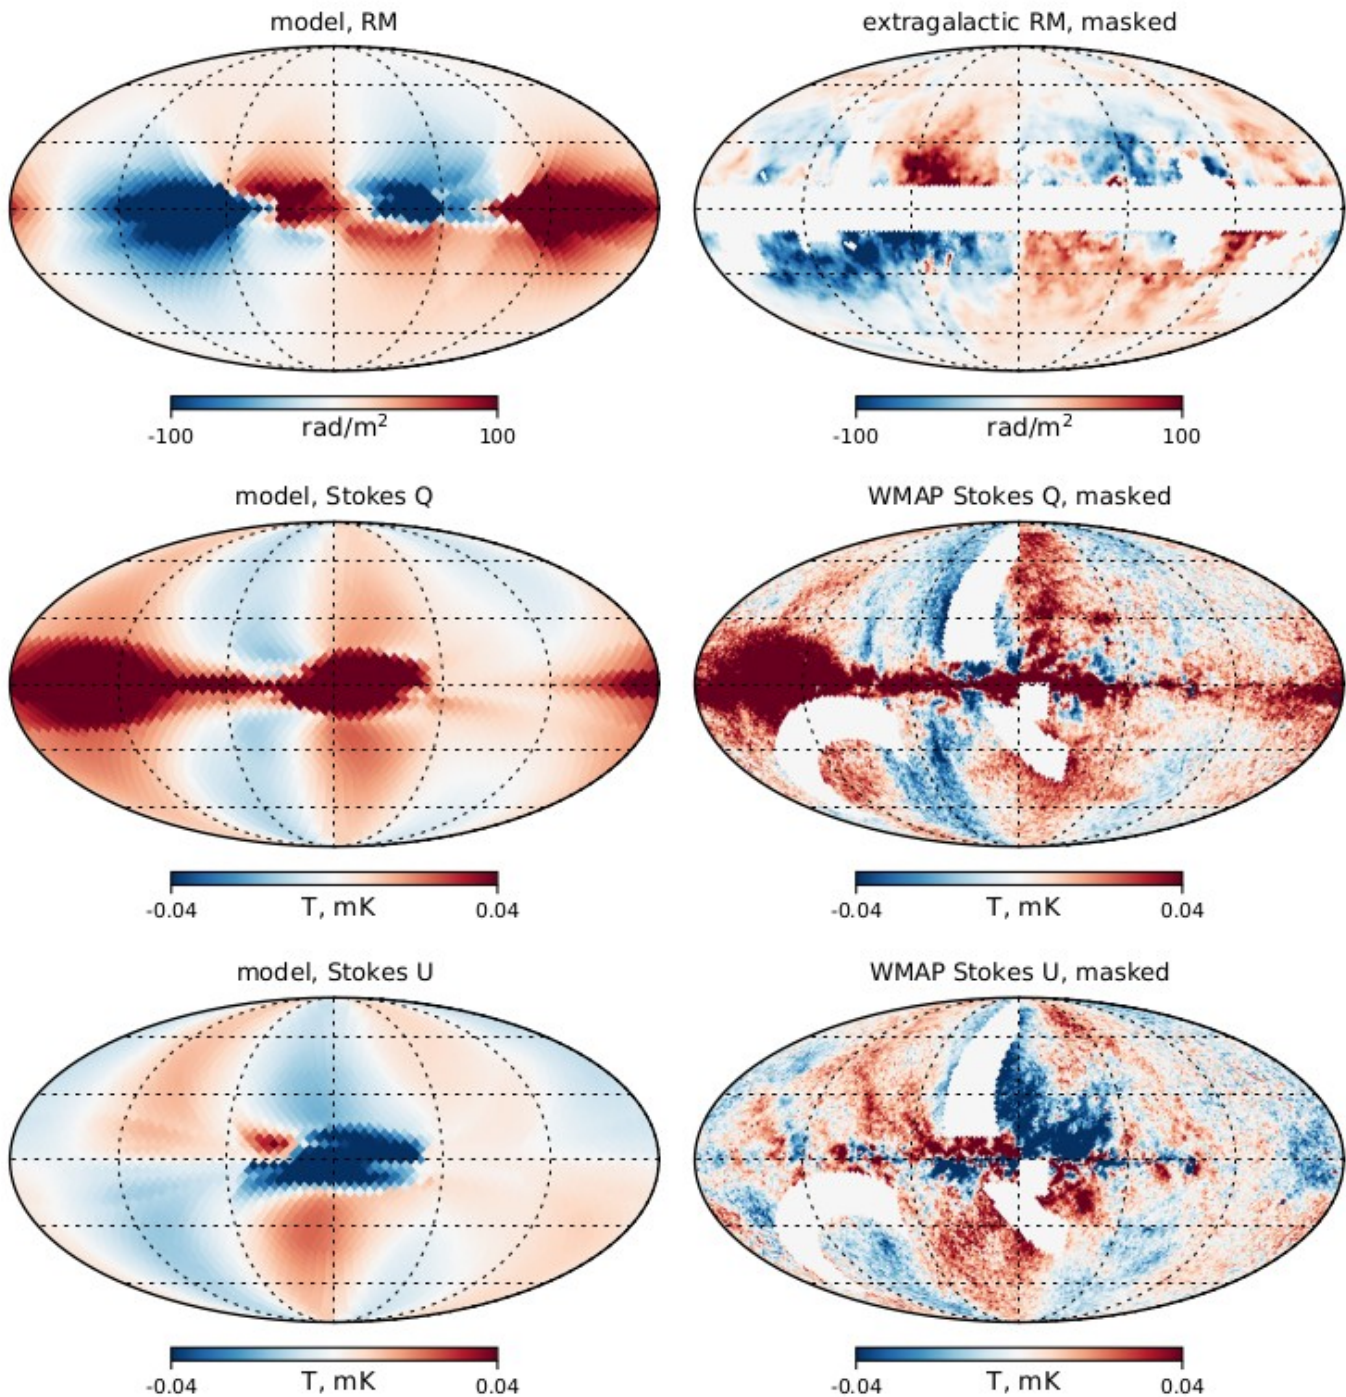 model, RM
extragalactic RM, masked
-100 rad/m² 100
-100 rad/m² 100
model, Stokes Q
WMAP Stokes Q, masked
-0.04 T, mK 0.04
-0.04 T, mK 0.04
model, Stokes U
WMAP Stokes U, masked
-0.04 T, mK 0.04
-0.04 T, mK 0.04